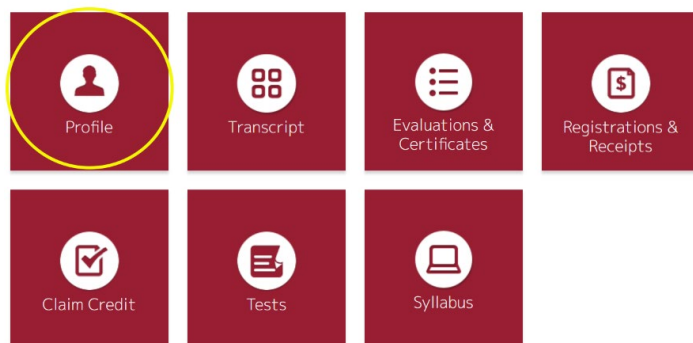 Profile
Transcript
Evaluations &
Certificates
Registrations &
Receipts
$
Claim Credit
Tests
Syllabus